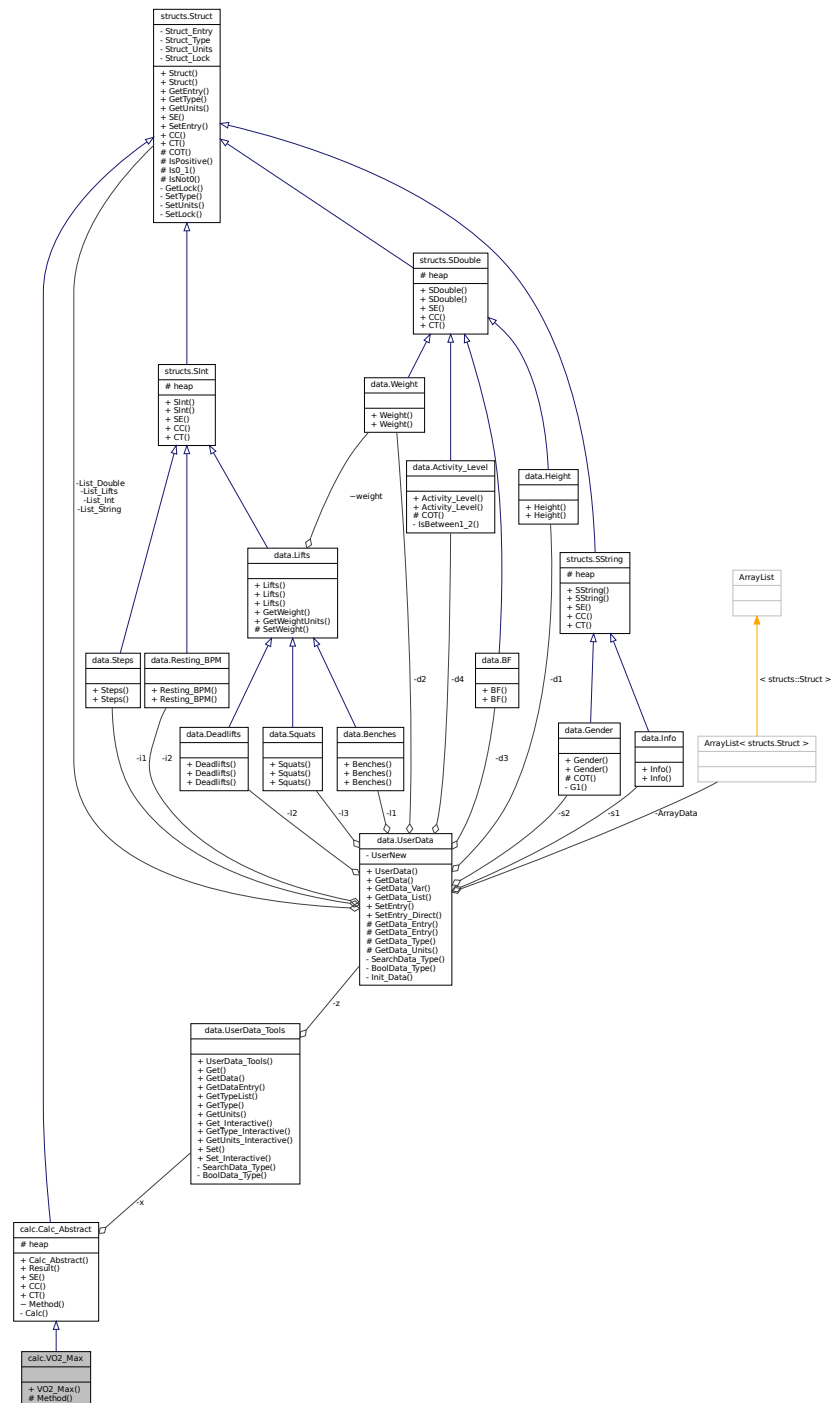 structs.Struct
- Struct_Entry
- Struct_Type
- Struct_Units
- Struct_Lock
+ Struct()
+ Struct()
+ GetEntry()
+ GetType()
+ GetUnits()
+ SE()
+ SetEntry()
+ CC()
+ CT()
# COT()
# IsPositive()
# Is0_1()
# IsNot0()
- GetLock()
- SetType()
- SetUnits()
- SetLock()
structs.SDouble
# heap
+ SDouble()
+ SDouble()
+ SE()
+ CC()
+ CT()
structs.SInt
# heap
+ SInt()
+ SInt()
+ SE()
+ CC()
+ CT()
data.Weight
+ Weight()
+ Weight()
data.Activity_Level
+ Activity_Level()
+ Activity_Level()
# COT()
- IsBetween1_2()
data.Height
+ Height()
+ Height()
-List_Double
-List_Lifts
-List_Int
-List_String
~weight
data.Lifts
+ Lifts()
+ Lifts()
+ Lifts()
+ GetWeight()
+ GetWeightUnits()
# SetWeight()
structs.SString
# heap
+ SString()
+ SString()
+ SE()
+ CC()
+ CT()
ArrayList
< structs::Struct >
data.Steps
+ Steps()
+ Steps()
data.Resting_BPM
+ Resting_BPM()
+ Resting_BPM()
data.BF
+ BF()
+ BF()
-d2
-d4
-d1
data.Deadlifts
+ Deadlifts()
+ Deadlifts()
+ Deadlifts()
data.Squats
+ Squats()
+ Squats()
+ Squats()
data.Benches
+ Benches()
+ Benches()
+ Benches()
data.Gender
+ Gender()
+ Gender()
# COT()
- G1()
data.Info
+ Info()
+ Info()
ArrayList< structs.Struct >
-i1
-i2
-d3
-l2
-l3
-l1
-s2
-s1
-ArrayData
data.UserData
- UserNew
+ UserData()
+ GetData()
+ GetData_Var()
+ GetData_List()
+ SetEntry()
+ SetEntry_Direct()
# GetData_Entry()
# GetData_Entry()
# GetData_Type()
# GetData_Units()
- SearchData_Type()
- BoolData_Type()
- Init_Data()
-z
data.UserData_Tools
+ UserData_Tools()
+ Get()
+ GetData()
+ GetDataEntry()
+ GetTypeList()
+ GetType()
+ GetUnits()
+ Get_Interactive()
+ GetType_Interactive()
+ GetUnits_Interactive()
+ Set()
+ Set_Interactive()
- SearchData_Type()
- BoolData_Type()
-x
calc.Calc_Abstract
# heap
+ Calc_Abstract()
+ Result()
+ SE()
+ CC()
+ CT()
~ Method()
- Calc()
calc.VO2_Max
+ VO2_Max()
# Method()